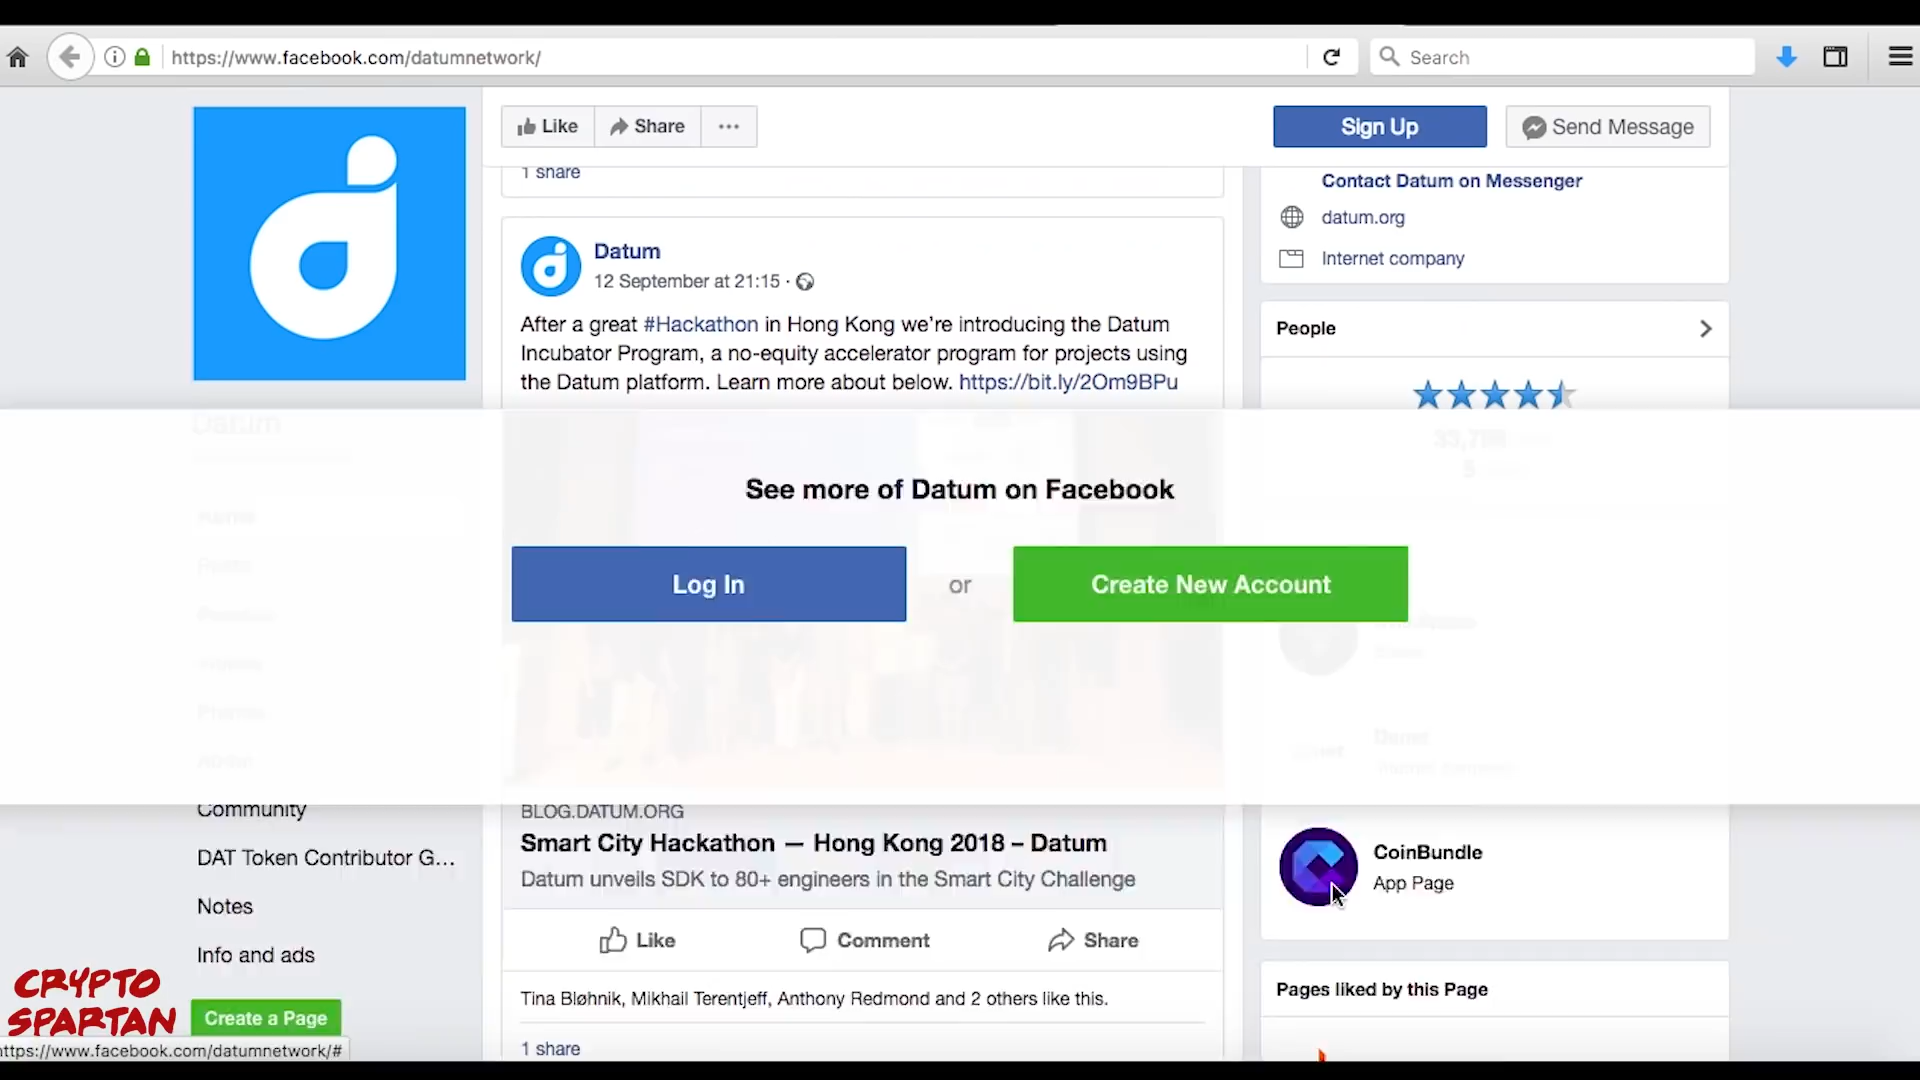 https://www.facebook.com/datumnetwork/
Search
Like
Share
Sign Up
Send Message
1 share
Contact Datum on Messenger
datum.org
Internet company
Datum
12 September at 21:15 ·
After a great #Hackathon in Hong Kong we're introducing the Datum
Incubator Program, a no-equity accelerator program for projects using
the Datum platform. Learn more about below. https://bit.ly/2Om9BPu
People
Datum
See more of Datum on Facebook
Log In
or
Create New Account
Community
DAT Token Contributor G...
Notes
Info and ads
Create a Page
BLOG.DATUM.ORG
Smart City Hackathon — Hong Kong 2018 – Datum
Datum unveils SDK to 80+ engineers in the Smart City Challenge
Like
Comment
Share
Tina Bløhnik, Mikhail Terentjeff, Anthony Redmond and 2 others like this.
1 share
CoinBundle
App Page
Pages liked by this Page
CRYPTO
SPARTAN
https://www.facebook.com/datumnetwork/#